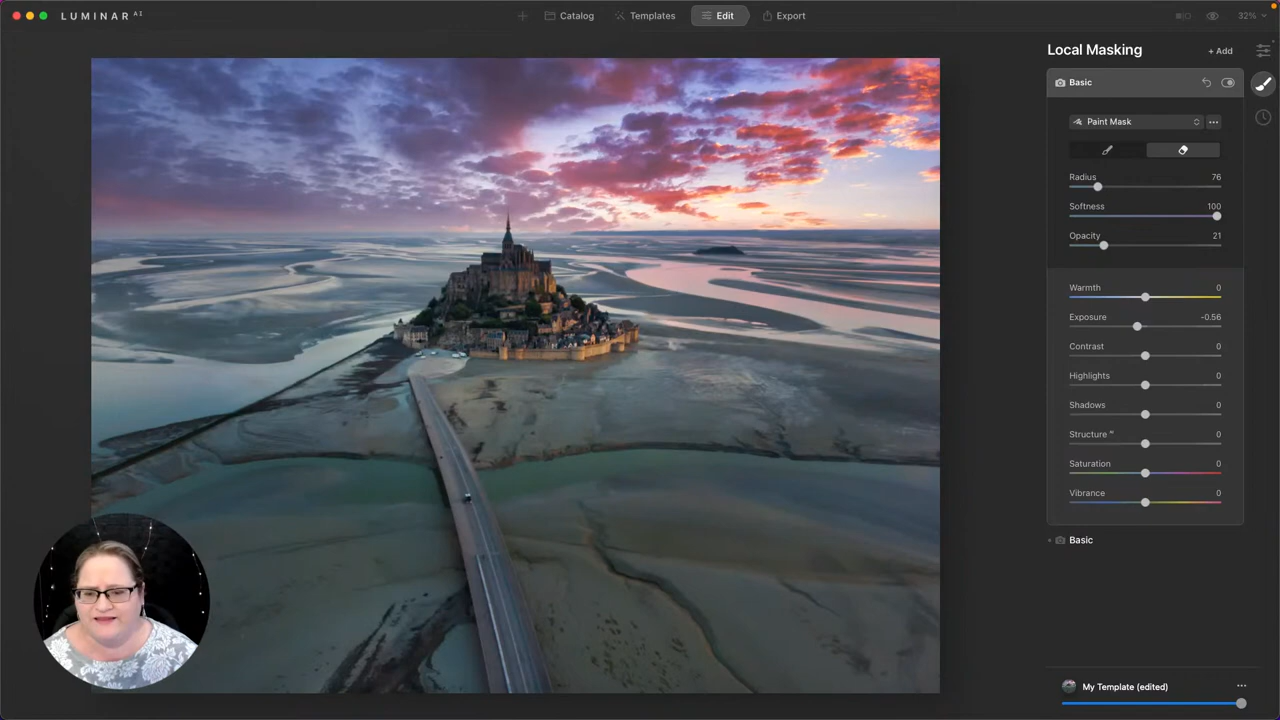 LUMINAR AI
Catalog
Templates
Edit
Export
32%
Local Masking
+ Add
Basic
Paint Mask
Radius 76
Softness 100
Opacity 21
Warmth 0
Exposure -0.56
Contrast 0
Highlights 0
Shadows 0
Structure AI 0
Saturation 0
Vibrance 0
Basic
My Template (edited)